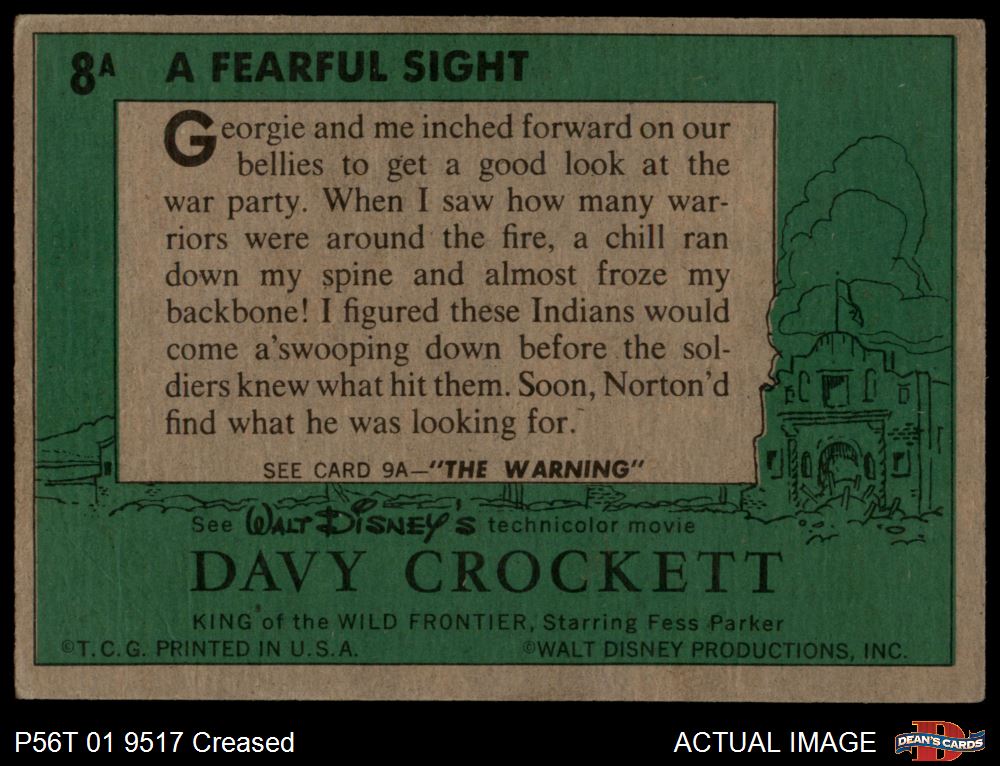 8A A FEARFUL SIGHT
Georgie and me inched forward on our
bellies to get a good look at the
war party. When I saw how many war-
riors were around the fire, a chill ran
down my spine and almost froze my
backbone! I figured these Indians would
come a'swooping down before the sol-
diers knew what hit them. Soon, Norton'd
find what he was looking for.
SEE CARD 9A—"THE WARNING"
See WALT DISNEY'S technicolor movie
DAVY CROCKETT
KING of the WILD FRONTIER, Starring Fess Parker
©T.C.G. PRINTED IN U.S.A. ©WALT DISNEY PRODUCTIONS, INC.
P56T 01 9517 Creased ACTUAL IMAGE DEAN'S CARDS